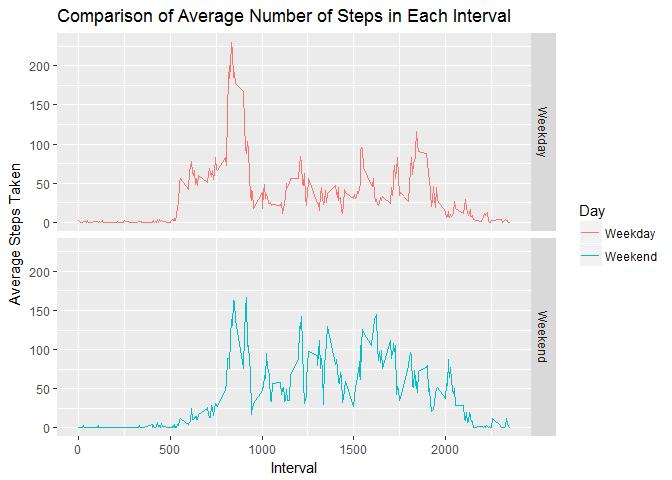 Comparison of Average Number of Steps in Each Interval
Average Steps Taken
200
150
100
50
0
Weekday
200
150
100
50
0
Weekend
0 500 1000 1500 2000
Interval
Day
Weekday
Weekend